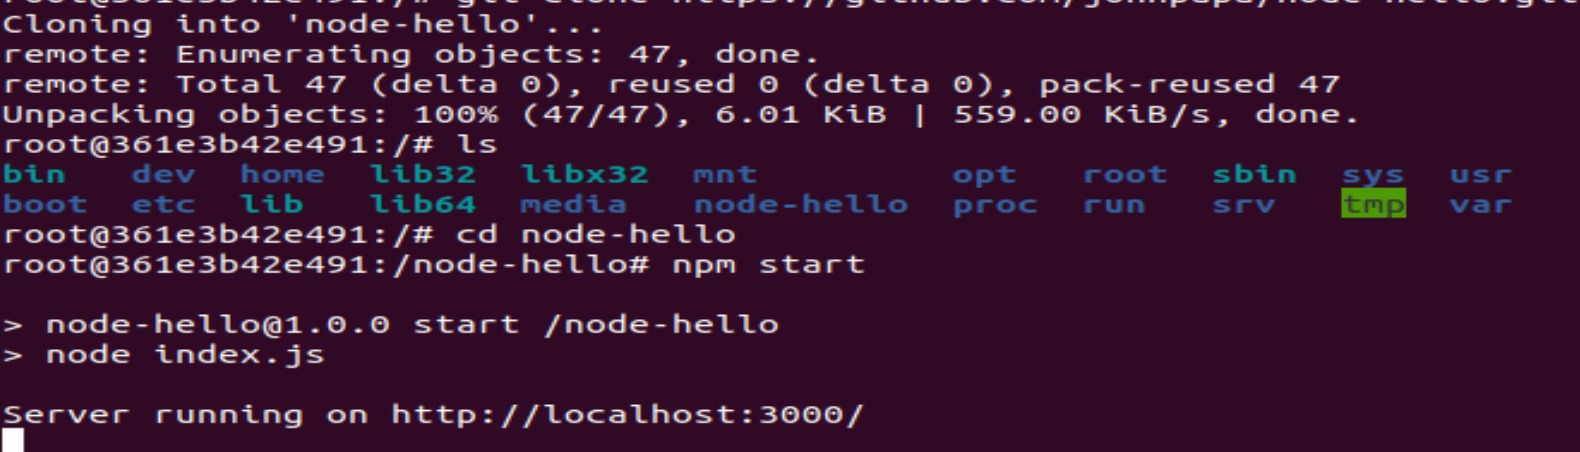 Cloning into 'node-hello'...
remote: Enumerating objects: 47, done.
remote: Total 47 (delta 0), reused 0 (delta 0), pack-reused 47
Unpacking objects: 100% (47/47), 6.01 KiB | 559.00 KiB/s, done.
root@361e3b42e491:/# ls
bin dev home lib32 libx32 mnt opt root sbin sys usr
boot etc lib lib64 media node-hello proc run srv tmp var
root@361e3b42e491:/# cd node-hello
root@361e3b42e491:/node-hello# npm start
> node-hello@1.0.0 start /node-hello
> node index.js
Server running on http://localhost:3000/